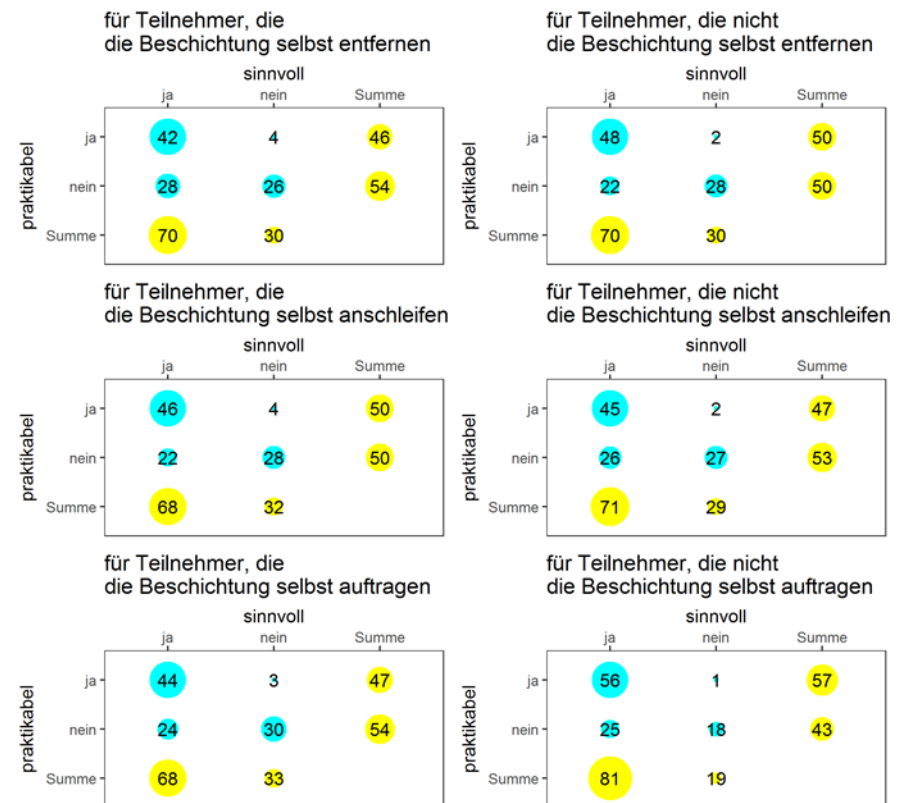 für Teilnehmer, die
die Beschichtung selbst entfernen
sinnvoll
ja nein Summe
praktikabel
ja 42 4 46
nein 28 26 54
Summe 70 30
für Teilnehmer, die nicht
die Beschichtung selbst entfernen
sinnvoll
ja nein Summe
praktikabel
ja 48 2 50
nein 22 28 50
Summe 70 30
für Teilnehmer, die
die Beschichtung selbst anschleifen
sinnvoll
ja nein Summe
praktikabel
ja 46 4 50
nein 22 28 50
Summe 68 32
für Teilnehmer, die nicht
die Beschichtung selbst anschleifen
sinnvoll
ja nein Summe
praktikabel
ja 45 2 47
nein 26 27 53
Summe 71 29
für Teilnehmer, die
die Beschichtung selbst auftragen
sinnvoll
ja nein Summe
praktikabel
ja 44 3 47
nein 24 30 54
Summe 68 33
für Teilnehmer, die nicht
die Beschichtung selbst auftragen
sinnvoll
ja nein Summe
praktikabel
ja 56 1 57
nein 25 18 43
Summe 81 19